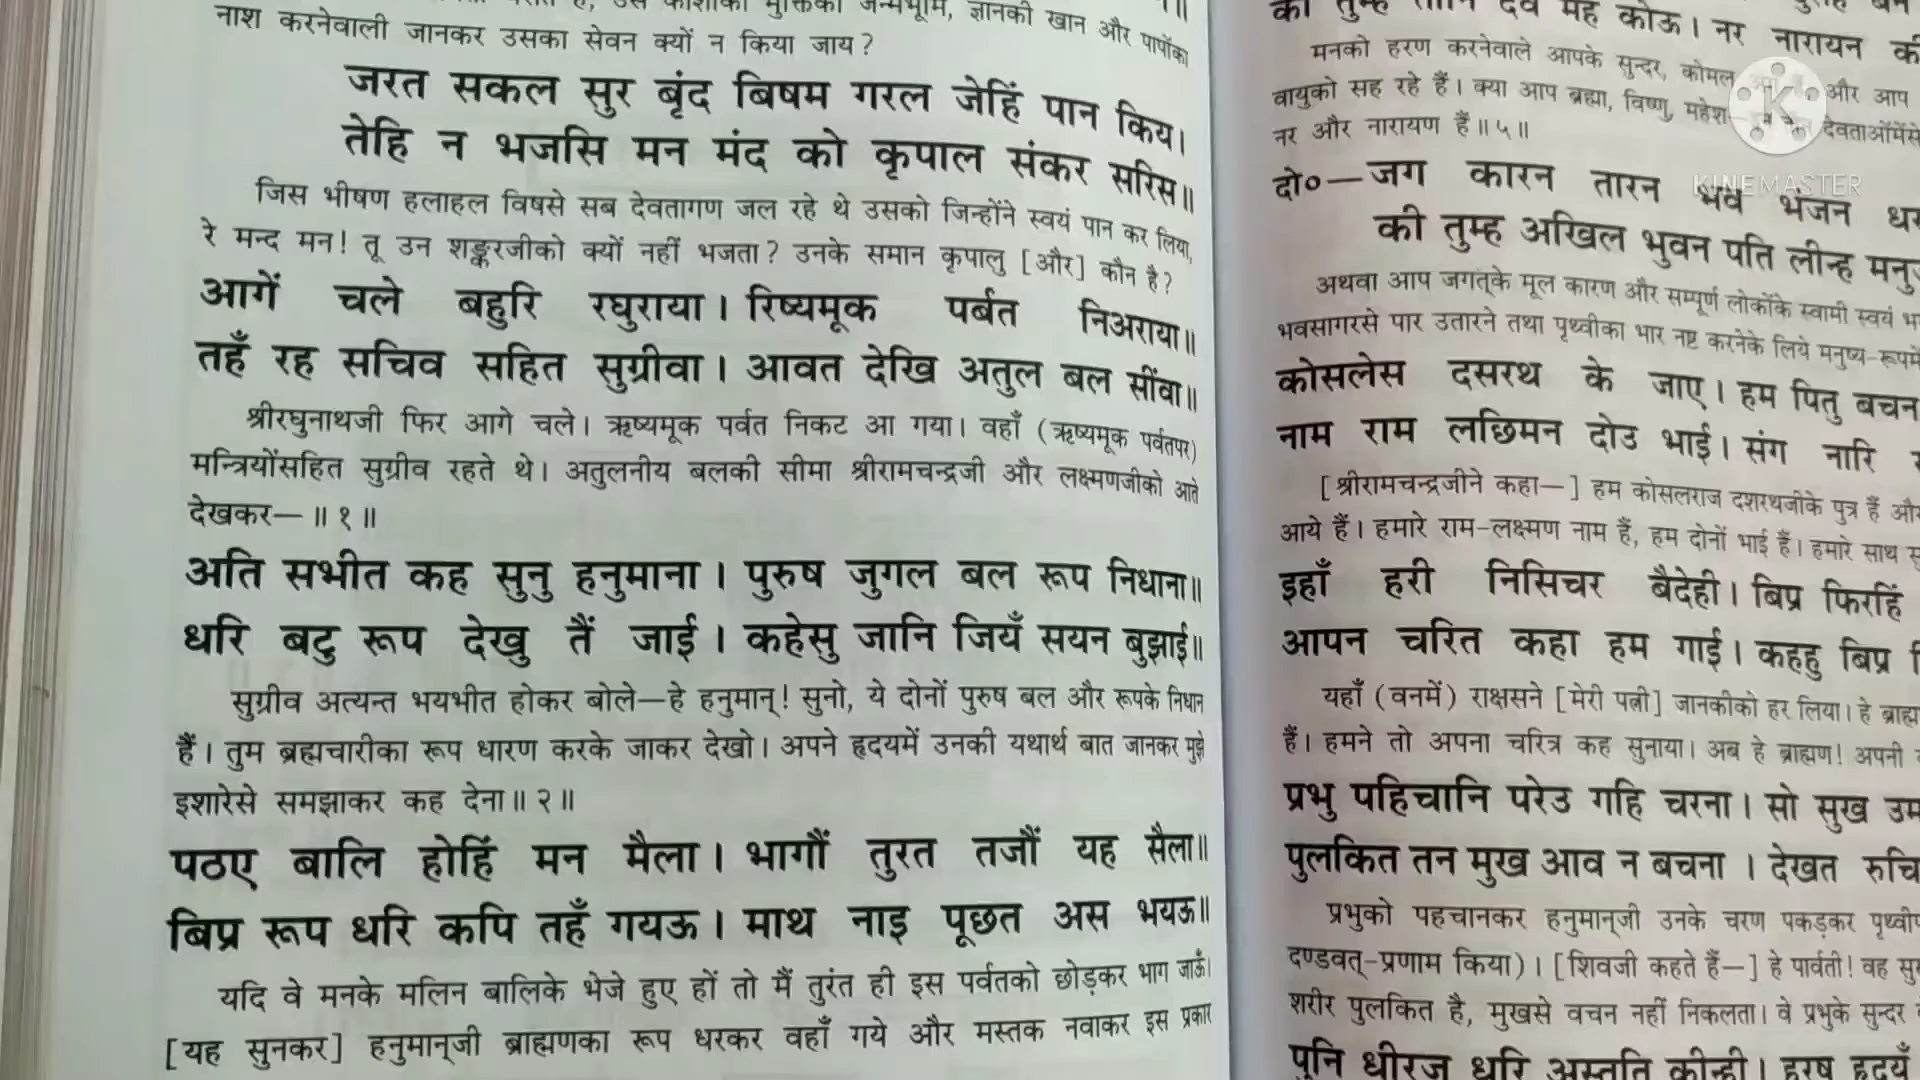 नाश करनेवाली जानकर उसका सेवन क्यों न किया जाय?
जरत सकल सुर बृंद बिषम गरल जेहिं पान किय।
तेहि न भजसि मन मंद को कृपाल संकर सरिस॥
जिस भीषण हलाहल विषसे सब देवतागण जल रहे थे उसको जिन्होंने स्वयं पान कर लिया,
रे मन्द मन! तू उन शङ्करजीको क्यों नहीं भजता? उनके समान कृपालु [और] कौन है?
आगें चले बहुरि रघुराया। रिष्यमूक पर्बत निअराया॥
तहँ रह सचिव सहित सुग्रीवा। आवत देखि अतुल बल सींवा॥
श्रीरघुनाथजी फिर आगे चले। ऋष्यमूक पर्वत निकट आ गया। वहाँ (ऋष्यमूक पर्वतपर)
मन्त्रियोंसहित सुग्रीव रहते थे। अतुलनीय बलकी सीमा श्रीरामचन्द्रजी और लक्ष्मणजीको आते
देखकर—॥१॥
अति सभीत कह सुनु हनुमाना। पुरुष जुगल बल रूप निधाना॥
धरि बटु रूप देखु तैं जाई। कहेसु जानि जियँ सयन बुझाई॥
सुग्रीव अत्यन्त भयभीत होकर बोले—हे हनुमान्! सुनो, ये दोनों पुरुष बल और रूपके निधान
हैं। तुम ब्रह्मचारीका रूप धारण करके जाकर देखो। अपने हृदयमें उनकी यथार्थ बात जानकर मुझे
इशारेसे समझाकर कह देना॥२॥
पठए बालि होहिं मन मैला। भागौं तुरत तजौं यह सैला॥
बिप्र रूप धरि कपि तहँ गयऊ। माथ नाइ पूछत अस भयऊ॥
यदि वे मनके मलिन बालिके भेजे हुए हों तो मैं तुरंत ही इस पर्वतको छोड़कर भाग जाऊँ।
[यह सुनकर] हनुमान्जी ब्राह्मणका रूप धरकर वहाँ गये और मस्तक नवाकर इस प्रकार
की तुम्ह तीनि देव महँ कोऊ। नर नारायन की
मनको हरण करनेवाले आपके सुन्दर, कोमल और आप
वायुको सह रहे हैं। क्या आप ब्रह्मा, विष्णु, महेश— देवताओंमेंसे
नर और नारायण हैं॥५॥
दो०—जग कारन तारन भव भंजन
की तुम्ह अखिल भुवन पति लीन्ह
अथवा आप जगत्के मूल कारण और सम्पूर्ण लोकोंके स्वामी स्वयं
भवसागरसे पार उतारने तथा पृथ्वीका भार नष्ट करनेके लिये मनुष्य-रूपमें
कोसलेस दसरथ के जाए। हम पितु बचन
नाम राम लछिमन दोउ भाई। संग नारि
[श्रीरामचन्द्रजीने कहा—] हम कोसलराज दशरथजीके पुत्र हैं
आये हैं। हमारे राम-लक्ष्मण नाम हैं, हम दोनों भाई हैं। हमारे साथ
इहाँ हरी निसिचर बैदेही। बिप्र फिरहिं
आपन चरित कहा हम गाई। कहहु बिप्र
यहाँ (वनमें) राक्षसने [मेरी पत्नी] जानकीको हर लिया। हे
हैं। हमने तो अपना चरित्र कह सुनाया। अब हे ब्राह्मण! अपनी
प्रभु पहिचानि परेउ गहि चरना। सो सुख
पुलकित तन मुख आव न बचना। देखत
प्रभुको पहचानकर हनुमान्जी उनके चरण पकड़कर
दण्डवत्-प्रणाम किया)। [शिवजी कहते हैं—] हे पार्वती! वह
शरीर पुलकित है, मुखसे वचन नहीं निकलता। वे प्रभुके सुन्दर
पुनि धीरज धरि अस्तुति कीन्ही। हरष हृदयँ
KINEMASTER